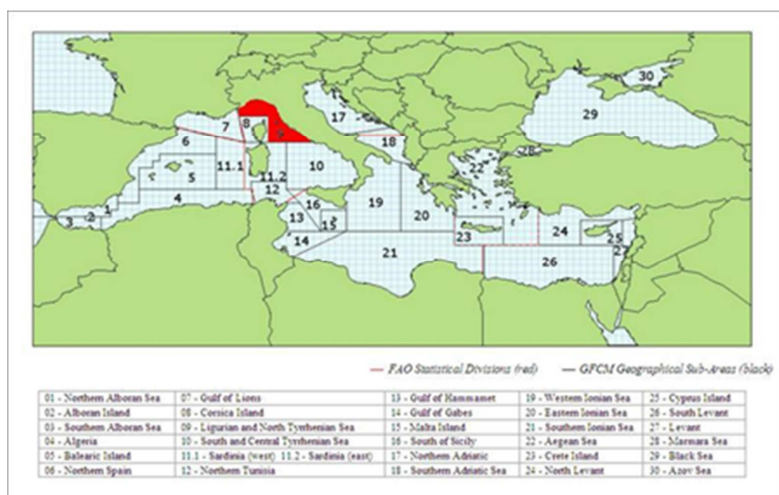 30
29
17
18
28
22
7
8
9
6
11.1
5
10
11.2
4
12
1
2
3
16
13
15
14
19
20
23
24
25
27
21
26
FAO Statistical Divisions (red)
GFCM Geographical Sub-Areas (black)
01 - Northern Alboran Sea
02 - Alboran Island
03 - Southern Alboran Sea
04 - Algeria
05 - Balearic Island
06 - Northern Spain
07 - Gulf of Lions
08 - Corsica Island
09 - Ligurian and North Tyrrhenian Sea
10 - South and Central Tyrrhenian Sea
11.1 - Sardinia (west) 11.2 - Sardinia (east)
12 - Northern Tunisia
13 - Gulf of Hammamet
14 - Gulf of Gabes
15 - Malta Island
16 - South of Sicily
17 - Northern Adriatic
18 - Southern Adriatic Sea
19 - Western Ionian Sea
20 - Eastern Ionian Sea
21 - Southern Ionian Sea
22 - Aegean Sea
23 - Crete Island
24 - North Levant
25 - Cyprus Island
26 - South Levant
27 - Levant
28 - Marmara Sea
29 - Black Sea
30 - Azov Sea